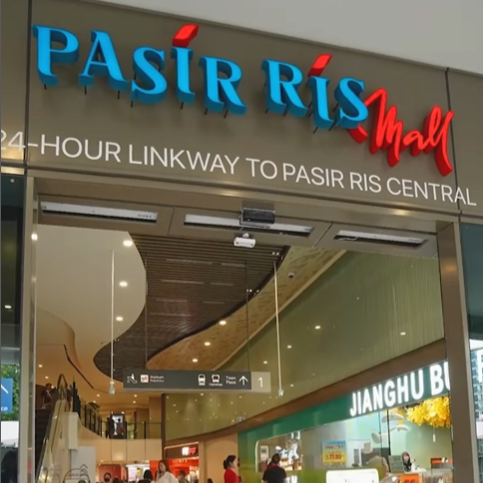 PASIR RIS Mall
24-HOUR LINKWAY TO PASIR RIS CENTRAL
1
JIANGHU BU